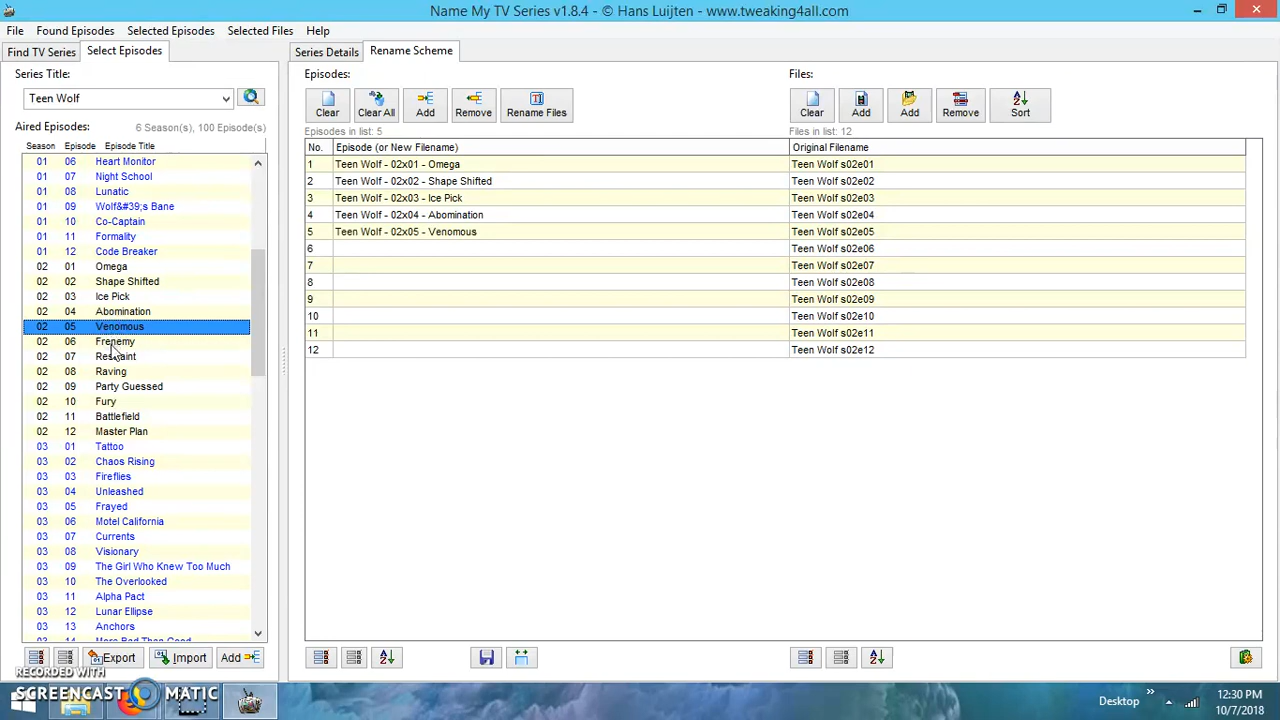 Name My TV Series v1.8.4 - © Hans Luijten - www.tweaking4all.com
File Found Episodes Selected Episodes Selected Files Help
Find TV Series Select Episodes Series Details Rename Scheme
Series Title: Episodes: Files:
Teen Wolf
Clear Clear All Add Remove Rename Files Clear Add Add Remove Sort
Aired Episodes: 6 Season(s), 100 Episode(s) Episodes in list: 5 Files in list: 12
Season Episode Episode Title
No. Episode (or New Filename) Original Filename
1 Teen Wolf - 02x01 - Omega Teen Wolf s02e01
2 Teen Wolf - 02x02 - Shape Shifted Teen Wolf s02e02
3 Teen Wolf - 02x03 - Ice Pick Teen Wolf s02e03
4 Teen Wolf - 02x04 - Abomination Teen Wolf s02e04
5 Teen Wolf - 02x05 - Venomous Teen Wolf s02e05
6 Teen Wolf s02e06
7 Teen Wolf s02e07
8 Teen Wolf s02e08
9 Teen Wolf s02e09
10 Teen Wolf s02e10
11 Teen Wolf s02e11
12 Teen Wolf s02e12
01 06 Heart Monitor
01 07 Night School
01 08 Lunatic
01 09 Wolf&#39;s Bane
01 10 Co-Captain
01 11 Formality
01 12 Code Breaker
02 01 Omega
02 02 Shape Shifted
02 03 Ice Pick
02 04 Abomination
02 05 Venomous
02 06 Frenemy
02 07 Restraint
02 08 Raving
02 09 Party Guessed
02 10 Fury
02 11 Battlefield
02 12 Master Plan
03 01 Tattoo
03 02 Chaos Rising
03 03 Fireflies
03 04 Unleashed
03 05 Frayed
03 06 Motel California
03 07 Currents
03 08 Visionary
03 09 The Girl Who Knew Too Much
03 10 The Overlooked
03 11 Alpha Pact
03 12 Lunar Ellipse
03 13 Anchors
03 14 More Bad Than Good
Export Import Add
RECORDED WITH
SCREENCAST MATIC
Desktop
12:30 PM
10/7/2018